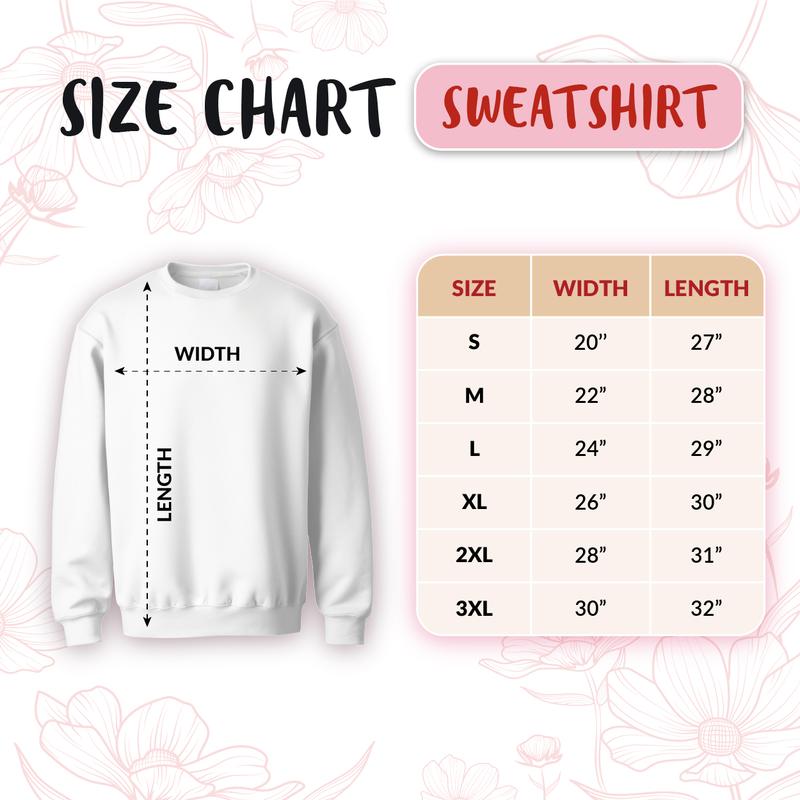 SIZE CHART SWEATSHIRT
WIDTH
LENGTH
SIZE WIDTH LENGTH
S 20’’ 27”
M 22” 28”
L 24” 29”
XL 26” 30”
2XL 28” 31”
3XL 30” 32”